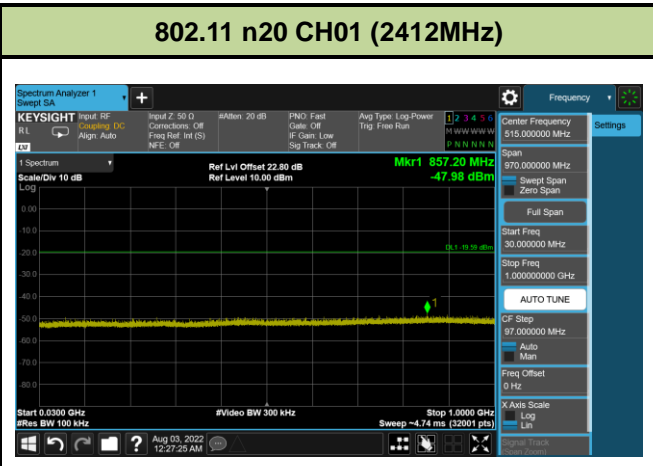 802.11 n20 CH01 (2412MHz)
Spectrum Analyzer 1
Swept SA
+
Frequency
KEYSIGHT
RL
LXI
Input: RF
Coupling: DC
Align: Auto
Input Z: 50 Ω
Corrections: Off
Freq Ref: Int (S)
NFE: Off
#Atten: 20 dB
PNO: Fast
Gate: Off
IF Gain: Low
Sig Track: Off
Avg Type: Log-Power
Trig: Free Run
1 2 3 4 5 6
M W W W W W
P N N N N N
1 Spectrum
Scale/Div 10 dB
Log
Ref Lvl Offset 22.80 dB
Ref Level 10.00 dBm
Mkr1 857.20 MHz
-47.98 dBm
0.00
-10.0
-20.0
-30.0
-40.0
-50.0
-60.0
-70.0
-80.0
DL1 -19.59 dBm
1
Start 0.0300 GHz
#Res BW 100 kHz
#Video BW 300 kHz
Stop 1.0000 GHz
Sweep ~4.74 ms (32001 pts)
?
Aug 03, 2022
12:27:25 AM
Center Frequency
515.000000 MHz
Settings
Span
970.000000 MHz
Swept Span
Zero Span
Full Span
Start Freq
30.000000 MHz
Stop Freq
1.000000000 GHz
AUTO TUNE
CF Step
97.000000 MHz
Auto
Man
Freq Offset
0 Hz
X Axis Scale
Log
Lin
Signal Track
(Span Zoom)